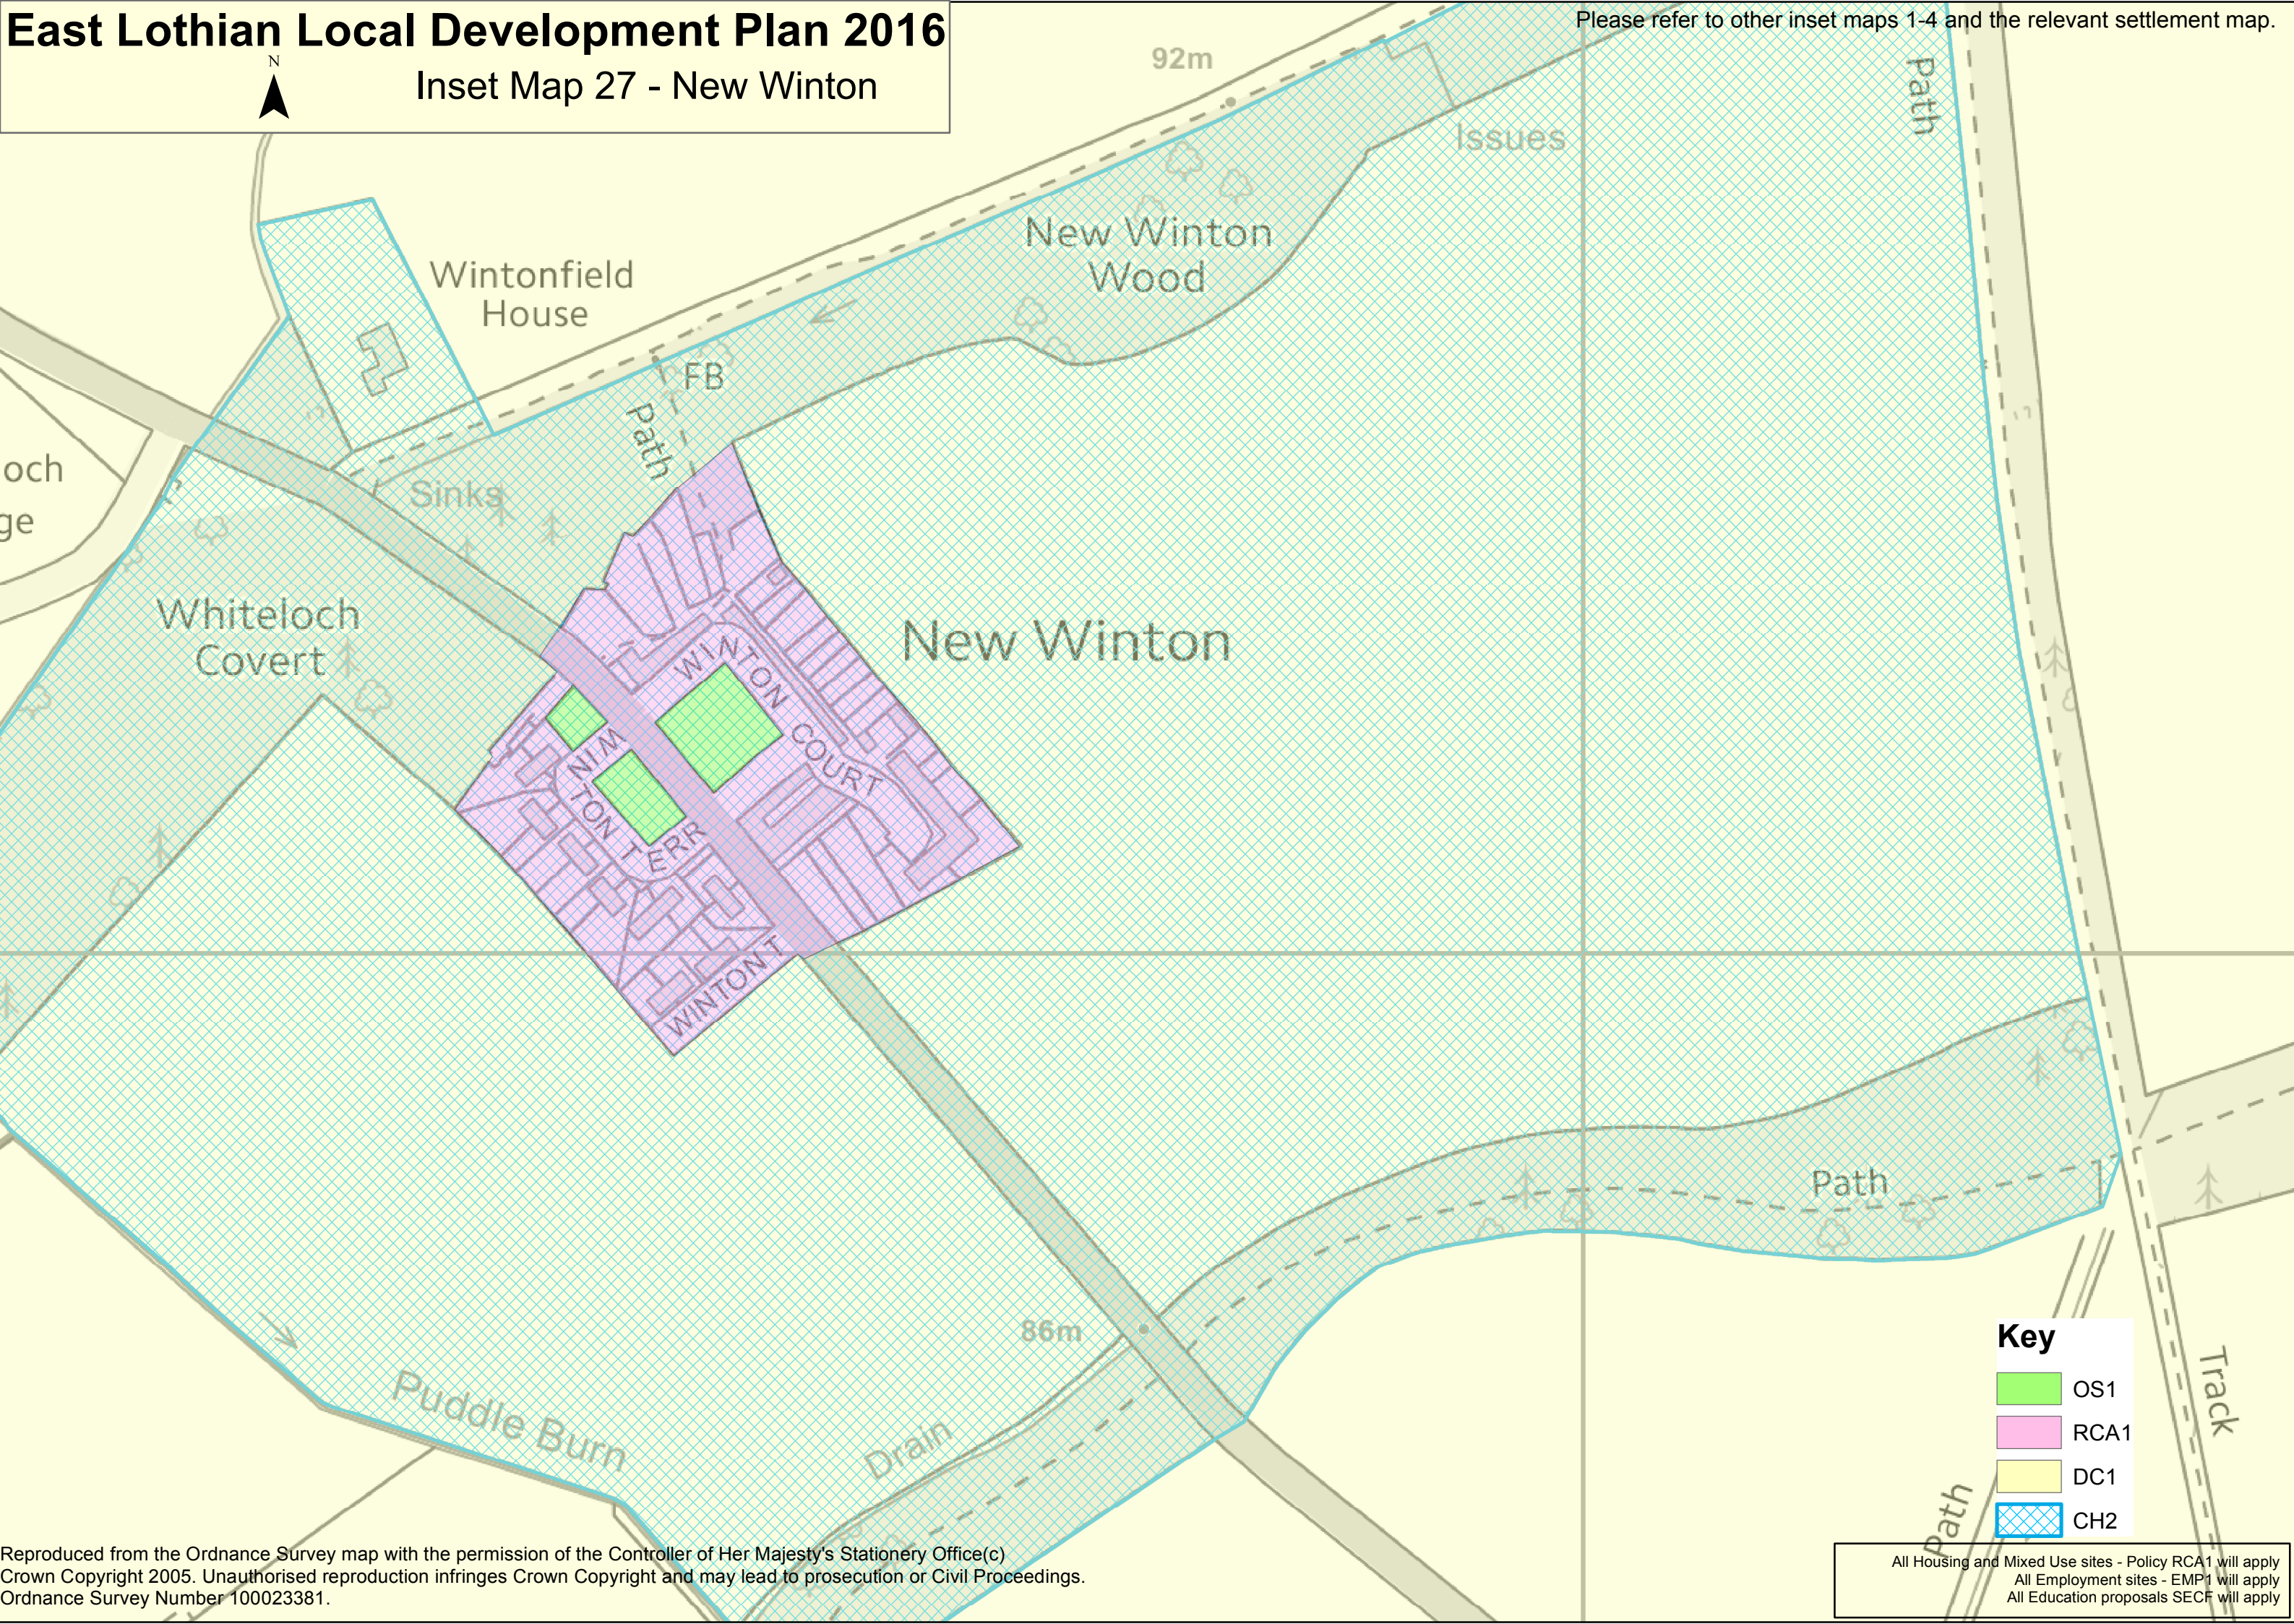 East Lothian Local Development Plan 2016
N
Inset Map 27 - New Winton
Please refer to other inset maps 1-4 and the relevant settlement map.
92m
Path
Issues
New Winton
Wood
Wintonfield
House
FB
Path
och
ge
Sinks
Whiteloch
Covert
New Winton
WINTON COURT
WIN
TON TERR
WINTON T
Path
86m
Puddle Burn
Drain
Track
Path
Key
OS1
RCA1
DC1
CH2
Reproduced from the Ordnance Survey map with the permission of the Controller of Her Majesty's Stationery Office(c)
Crown Copyright 2005. Unauthorised reproduction infringes Crown Copyright and may lead to prosecution or Civil Proceedings.
Ordnance Survey Number 100023381.
All Housing and Mixed Use sites - Policy RCA1 will apply
All Employment sites - EMP1 will apply
All Education proposals SECF will apply